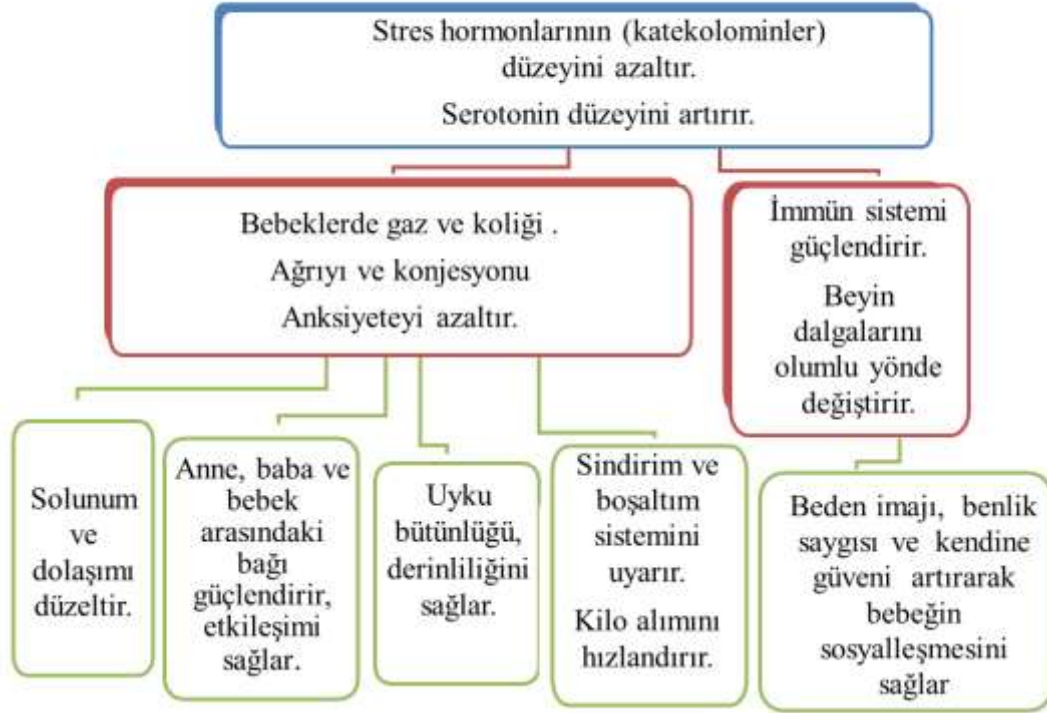 Stres hormonlarının (katekolominler)
düzeyini azaltır.
Serotonin düzeyini artırır.
Bebeklerde gaz ve koliği .
Ağrıyı ve konjesyonu
Anksiyeteyi azaltır.
İmmün sistemi
güçlendirir.
Beyin
dalgalarını
olumlu yönde
değiştirir.
Solunum
ve
dolaşımı
düzeltir.
Anne, baba ve
bebek
arasındaki
bağı
güçlendirir,
etkileşimi
sağlar.
Uyku
bütünlüğü,
derinliliğini
sağlar.
Sindirim ve
boşaltım
sistemini
uyarır.
Kilo alımını
hızlandırır.
Beden imajı, benlik
saygısı ve kendine
güveni artırarak
bebeğin
sosyalleşmesini
sağlar